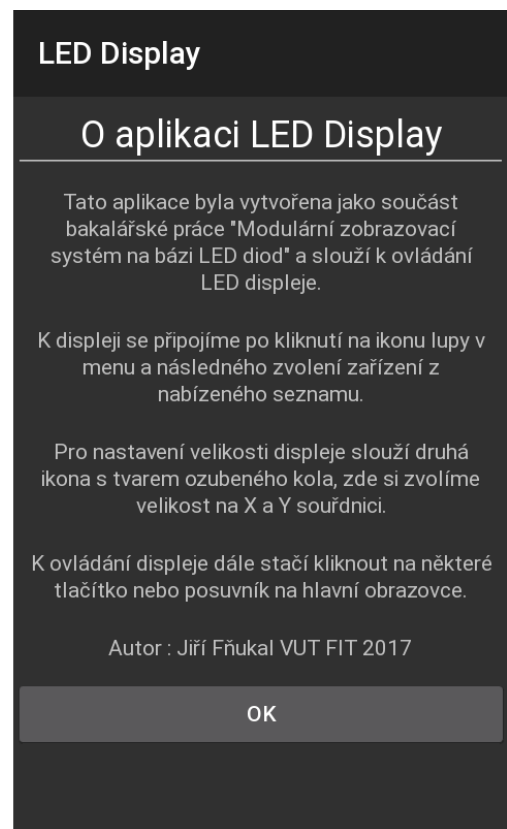 LED Display
O aplikaci LED Display
Tato aplikace byla vytvořena jako součást
bakalářské práce "Modulární zobrazovací
systém na bázi LED diod" a slouží k ovládání
LED displeje.
K displeji se připojíme po kliknutí na ikonu lupy v
menu a následného zvolení zařízení z
nabízeného seznamu.
Pro nastavení velikosti displeje slouží druhá
ikona s tvarem ozubeného kola, zde si zvolíme
velikost na X a Y souřdnici.
K ovládání displeje dále stačí kliknout na některé
tlačítko nebo posuvník na hlavní obrazovce.
Autor : Jiří Fňukal VUT FIT 2017
OK